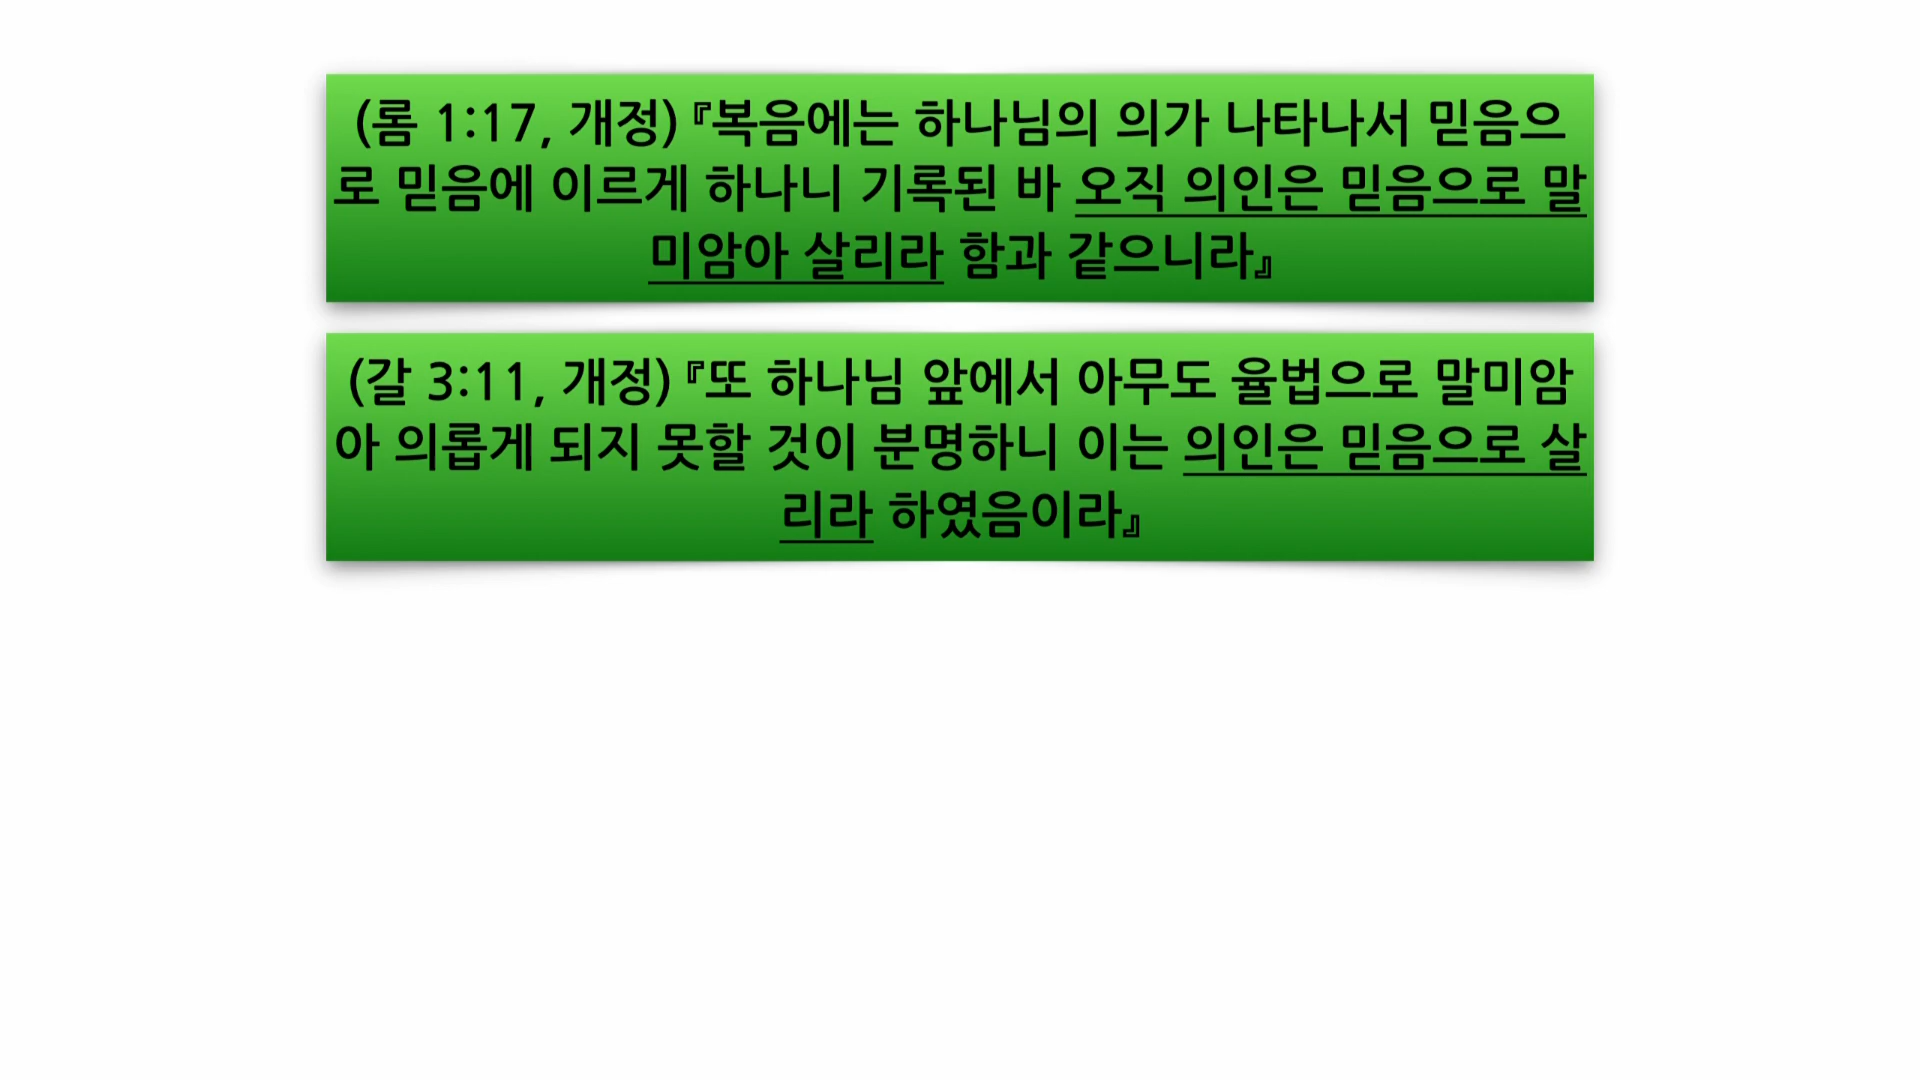 (롬 1:17, 개정)『복음에는 하나님의 의가 나타나서 믿음으
로 믿음에 이르게 하나니 기록된 바 오직 의인은 믿음으로 말
미암아 살리라 함과 같으니라』
(갈 3:11, 개정)『또 하나님 앞에서 아무도 율법으로 말미암
아 의롭게 되지 못할 것이 분명하니 이는 의인은 믿음으로 살
리라 하였음이라』